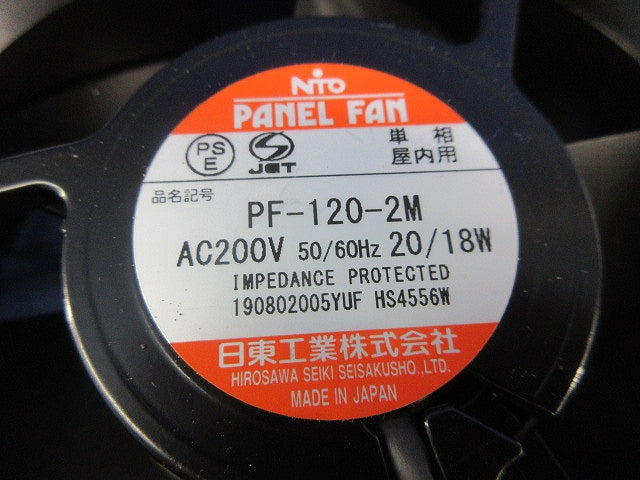 NITO
PANEL FAN
PS
E
JQT
単相
屋内用
品名記号
PF-120-2M
AC200V 50/60Hz 20/18W
IMPEDANCE PROTECTED
190802005YUF HS4556W
日東工業株式会社
HIROSAWA SEIKI SEISAKUSHO.,LTD.
MADE IN JAPAN